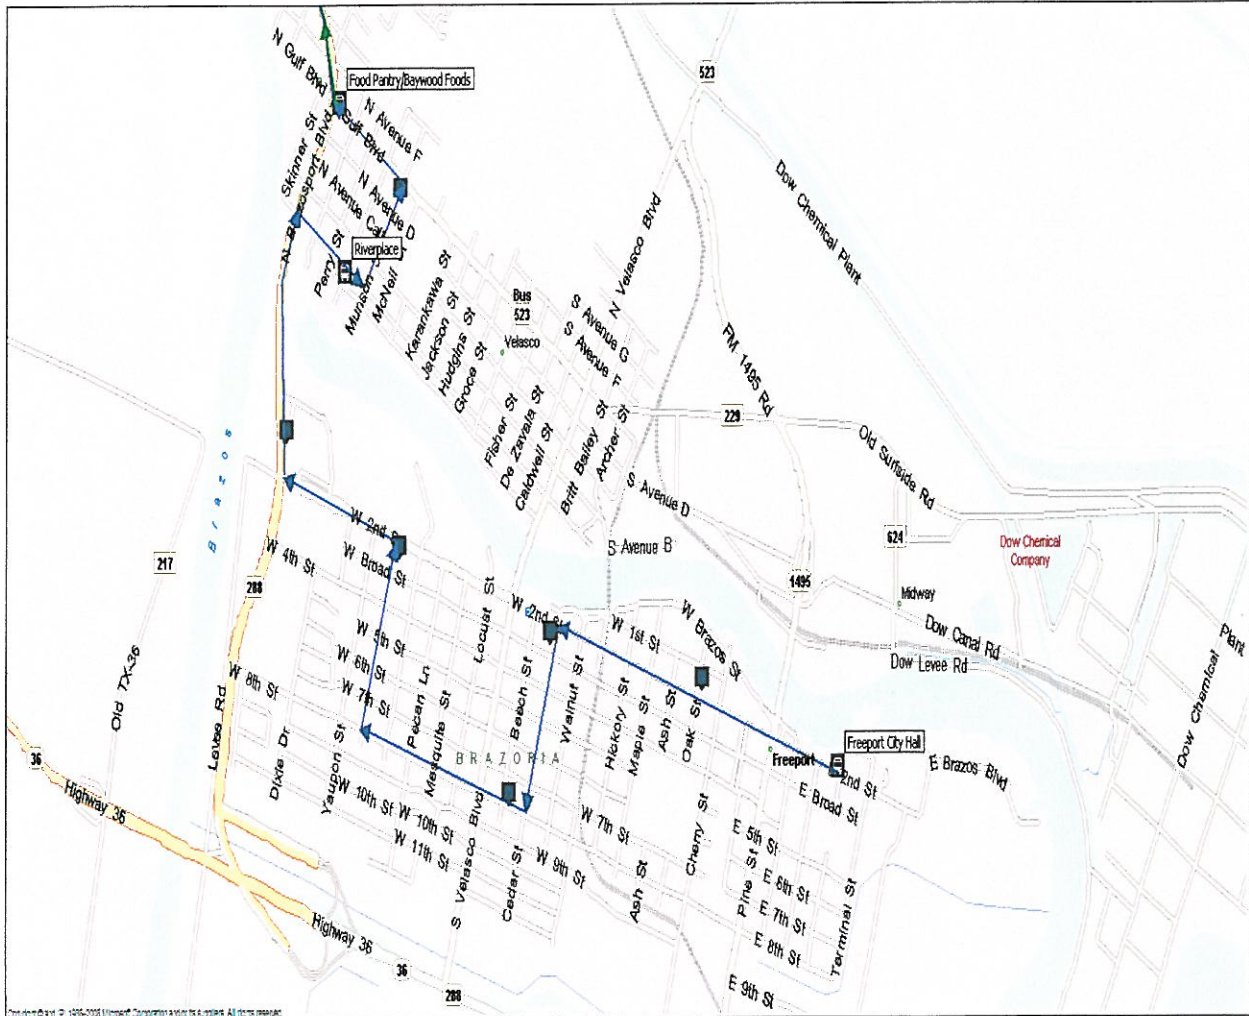 N Gulf Blvd
Food Pantry/Baywood Foods
N Avenue F
Gulf Blvd
Skinner St
N Brazosport Blvd
N Avenue D
Riverplace
Perry St
Munson
McNeil
523
Dow Chemical Plant
N Velasco Blvd
Karankawa St
Jackson St
Hudgins St
Groce St
Bus
523
Velasco
S Avenue G
S Avenue F
FM 1495 Rd
Fisher St
De Zavala St
Caldwell St
Britt Bailey St
Archer St
229
Old Surfside Rd
S Avenue D
S Avenue B
624
Dow Chemical
Company
1495
Midway
Dow Canal Rd
Dow Levee Rd
Dow Chemical
Plant
Brazos
217
Old TX-36
288
Levee Rd
W 2nd St
W Broad St
W 4th St
W 5th St
W 6th St
W 7th St
W 8th St
Locust St
W 2nd St
W 1st St
W Brazos St
Pecan Ln
Mesquite St
Beech St
Walnut St
Hickory St
Maple St
Ash St
Oak St
BRAZORIA
Freeport
Freeport City Hall
2nd St
E Brazos Blvd
E Broad St
Dixie Dr
Yaupon St
W 10th St
W 10th St
W 11th St
S Velasco Blvd
Cedar St
W 7th St
W 9th St
Ash St
Cherry St
Pine St
E 5th St
E 6th St
E 7th St
E 8th St
E 9th St
Terminal St
36
Highway 36
Highway 36
36
288